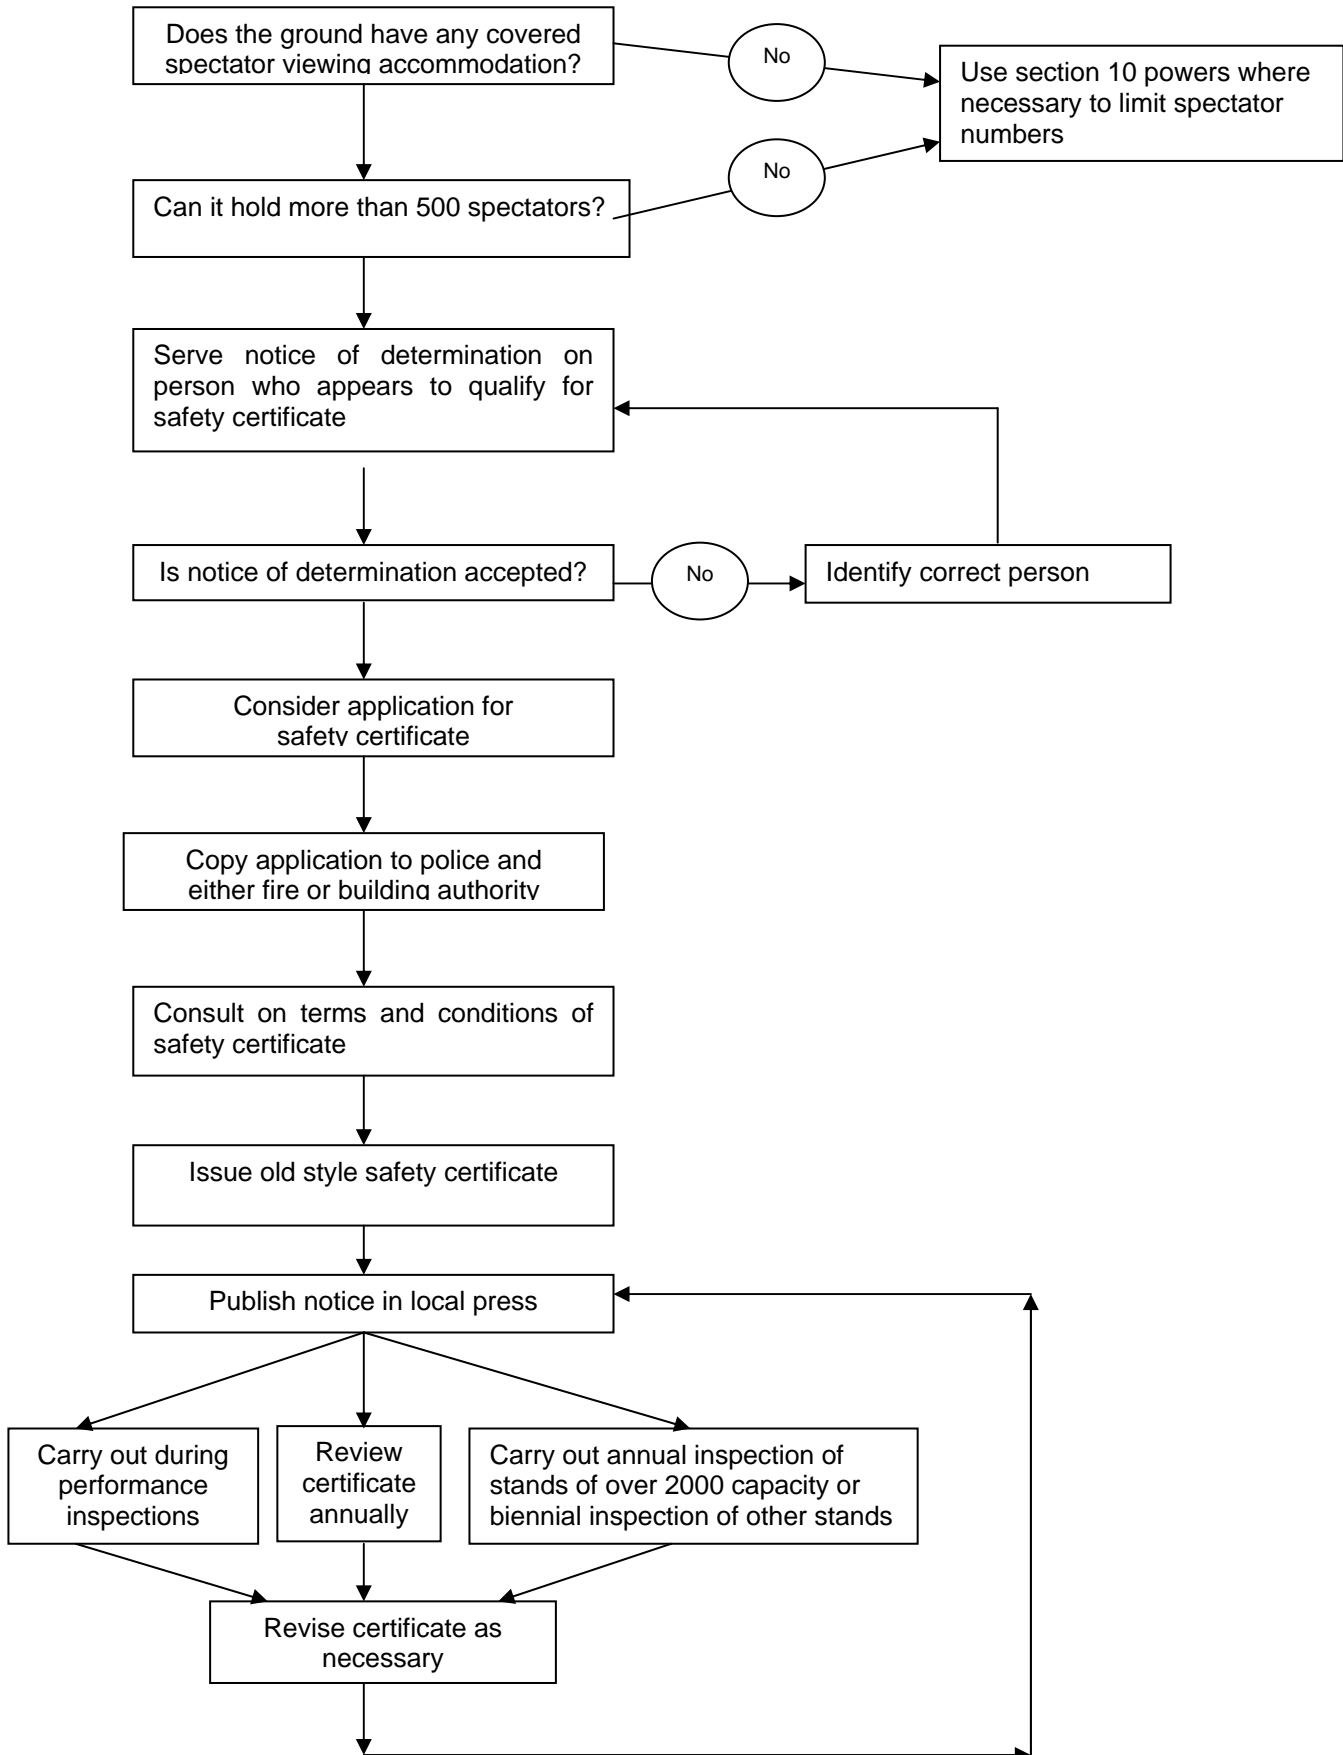 Does the ground have any covered
spectator viewing accommodation?
No
Use section 10 powers where
necessary to limit spectator
numbers
No
Can it hold more than 500 spectators?
Serve notice of determination on
person who appears to qualify for
safety certificate
Is notice of determination accepted?
No
Identify correct person
Consider application for
safety certificate
Copy application to police and
either fire or building authority
Consult on terms and conditions of
safety certificate
Issue old style safety certificate
Publish notice in local press
Carry out during
performance
inspections
Review
certificate
annually
Carry out annual inspection of
stands of over 2000 capacity or
biennial inspection of other stands
Revise certificate as
necessary